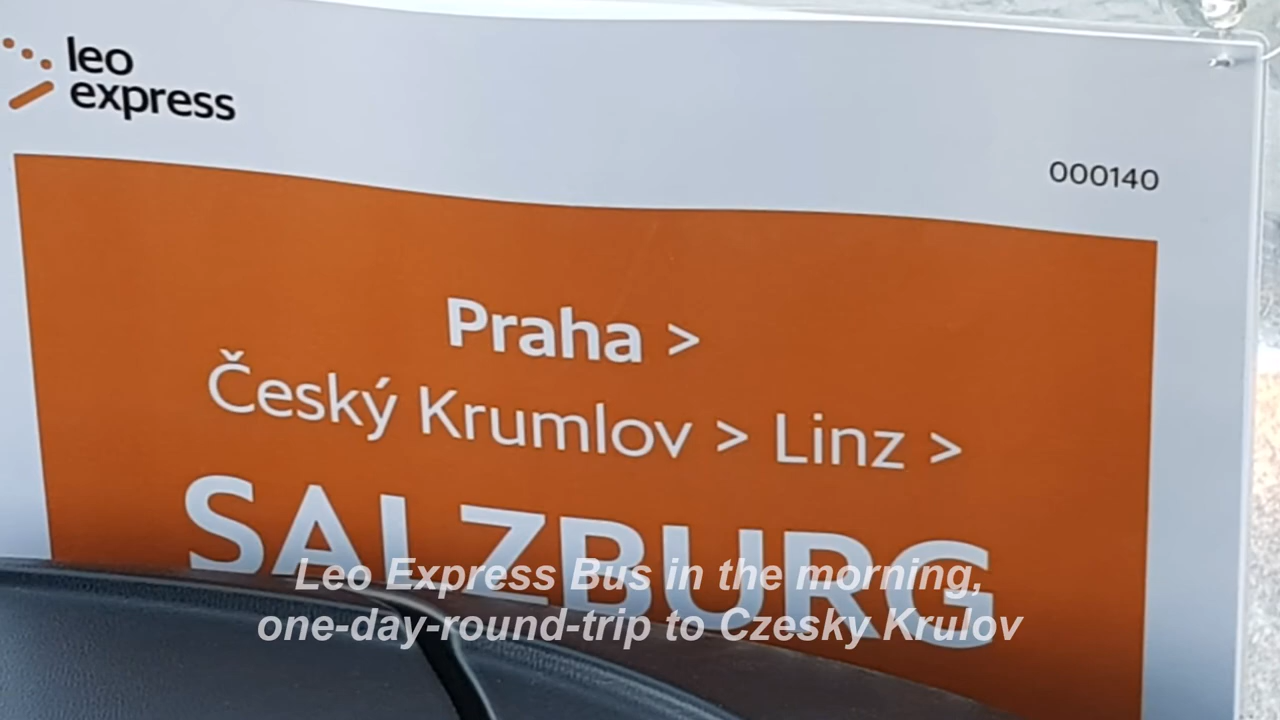 leo
express
000140
Praha >
Český Krumlov > Linz >
SALZBURG
Leo Express Bus in the morning,
one-day-round-trip to Czesky Krulov